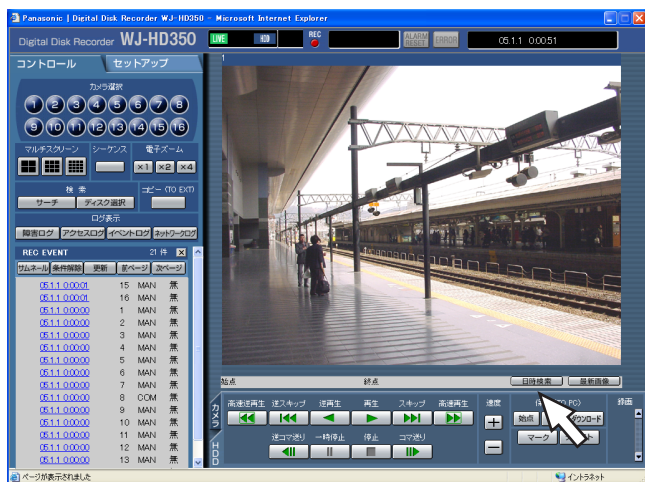 Panasonic | Digital Disk Recorder WJ-HD350 - Microsoft Internet Explorer
Digital Disk Recorder WJ-HD350
LIVE HDD REC ALARM RESET ERROR 05.1.1 0:00:51
コントロール セットアップ
1
カメラ選択
1 2 3 4 5 6 7 8
9 10 11 12 13 14 15 16
マルチスクリーン シーケンス 電子ズーム
×1 ×2 ×4
検 索 コピー (TO EXT)
サーチ ディスク選択
ログ表示
障害ログ アクセスログ イベントログ ネットワークログ
REC EVENT 21 件 X
サムネール 条件解除 更新 前ページ 次ページ
05.1.1 0:00:01 15 MAN 無
05.1.1 0:00:01 16 MAN 無
05.1.1 0:00:00 1 MAN 無
05.1.1 0:00:00 2 MAN 無
05.1.1 0:00:00 3 MAN 無
05.1.1 0:00:00 4 MAN 無
05.1.1 0:00:00 5 MAN 無
05.1.1 0:00:00 6 MAN 無
05.1.1 0:00:00 7 MAN 無
05.1.1 0:00:00 8 COM 無
05.1.1 0:00:00 9 MAN 無
05.1.1 0:00:00 10 MAN 無
05.1.1 0:00:00 11 MAN 無
05.1.1 0:00:00 12 MAN 無
05.1.1 0:00:00 13 MAN 無
始点 終点 日時検索 最新画像
カメラ
HDD
高速逆再生 逆スキップ 逆再生 再生 スキップ 高速再生 速度 録画
始点 ダウンロード
逆コマ送り 一時停止 停止 コマ送り
マーク
ページが表示されました イントラネット